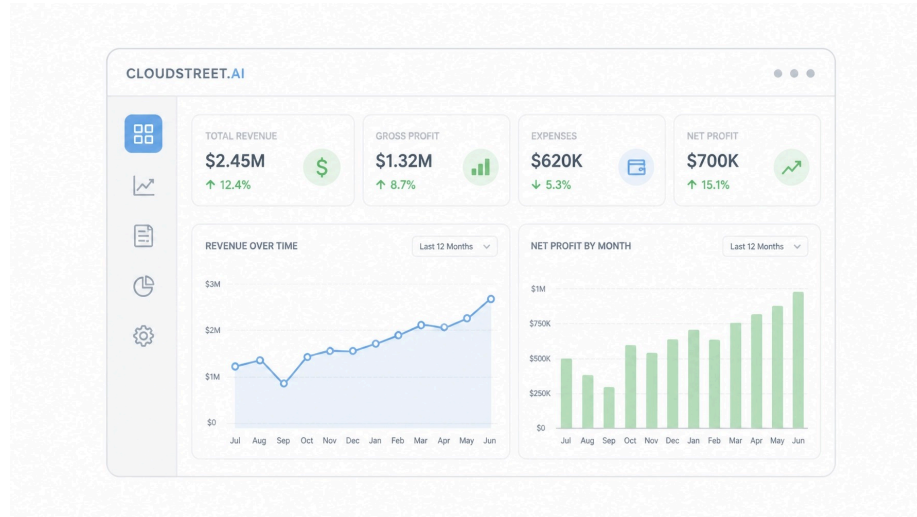 CLOUDSTREET.AI
TOTAL REVENUE
$2.45M
↑ 12.4%
GROSS PROFIT
$1.32M
↑ 8.7%
EXPENSES
$620K
↓ 5.3%
NET PROFIT
$700K
↑ 15.1%
REVENUE OVER TIME
Last 12 Months
$3M
$2M
$1M
$0
Jul Aug Sep Oct Nov Dec Jan Feb Mar Apr May Jun
NET PROFIT BY MONTH
Last 12 Months
$1M
$750K
$500K
$250K
$0
Jul Aug Sep Oct Nov Dec Jan Feb Mar Apr May Jun